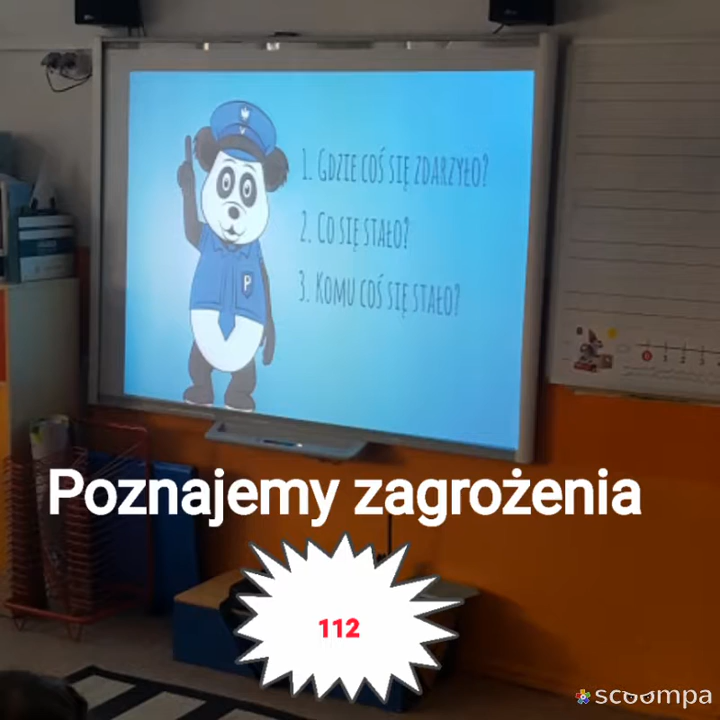 1. GDZIE COŚ SIĘ ZDARZYŁO?
2. CO SIĘ STAŁO?
3. KOMU COŚ SIĘ STAŁO?
P
Poznajemy zagrożenia
112
scoompa